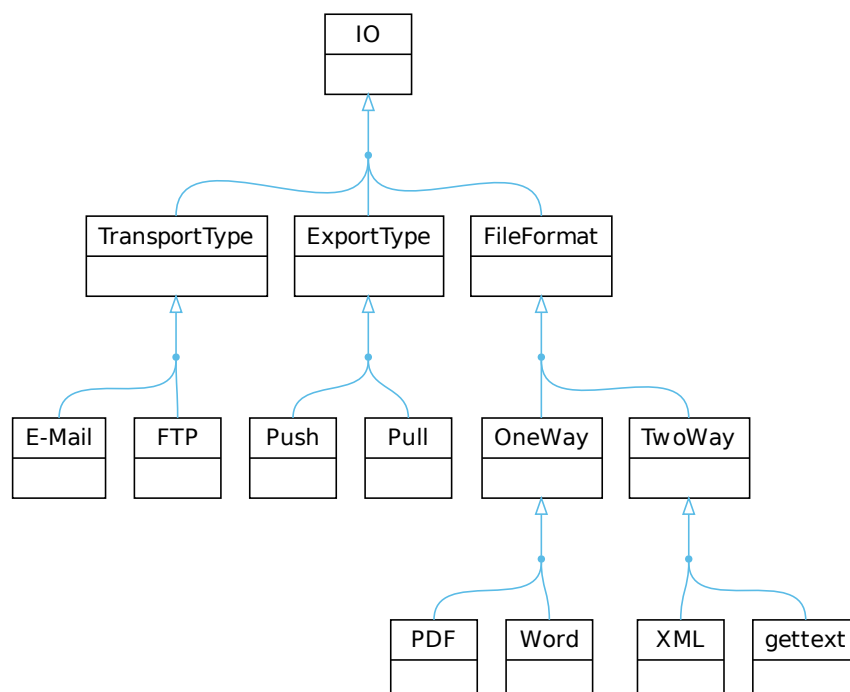 IO
TransportType
ExportType
FileFormat
E-Mail
FTP
Push
Pull
OneWay
TwoWay
PDF
Word
XML
gettext